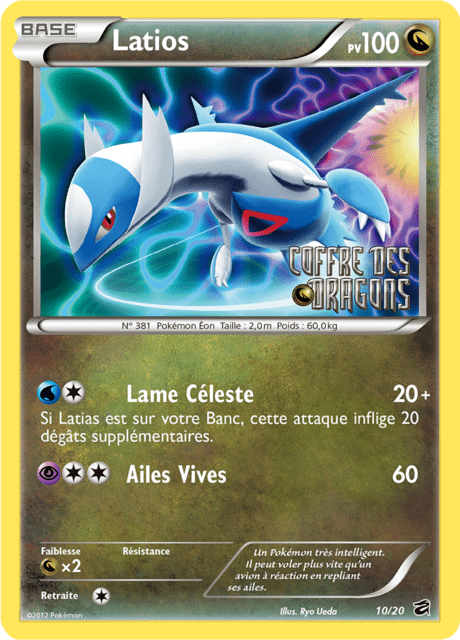 BASE
Latios
PV100
COFFRE DES
DRAGONS
N° 381 Pokémon Éon Taille : 2,0m Poids : 60,0kg
Lame Céleste 20+
Si Latias est sur votre Banc, cette attaque inflige 20
dégâts supplémentaires.
Ailes Vives 60
Faiblesse Résistance
×2
Retraite
Un Pokémon très intelligent.
Il peut voler plus vite qu'un
avion à réaction en repliant
ses ailes.
©2012 Pokémon
Illus. Ryo Ueda
10/20